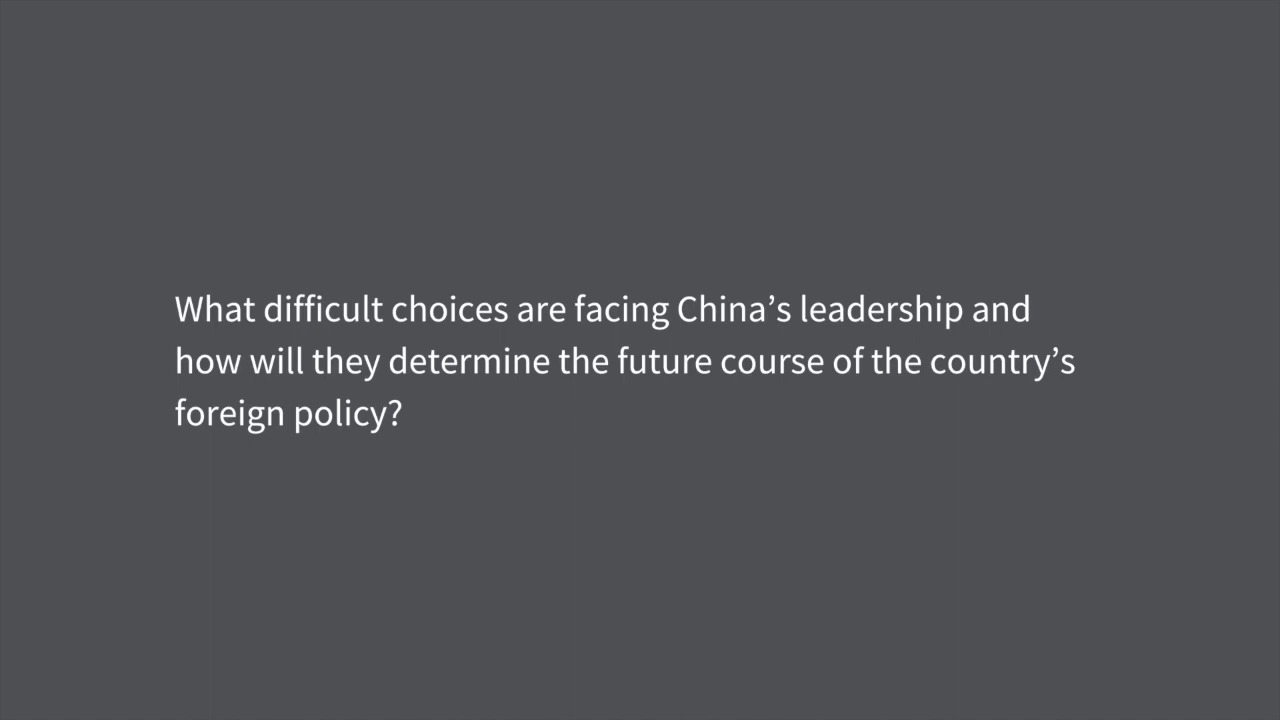 What difficult choices are facing China’s leadership and
how will they determine the future course of the country’s
foreign policy?